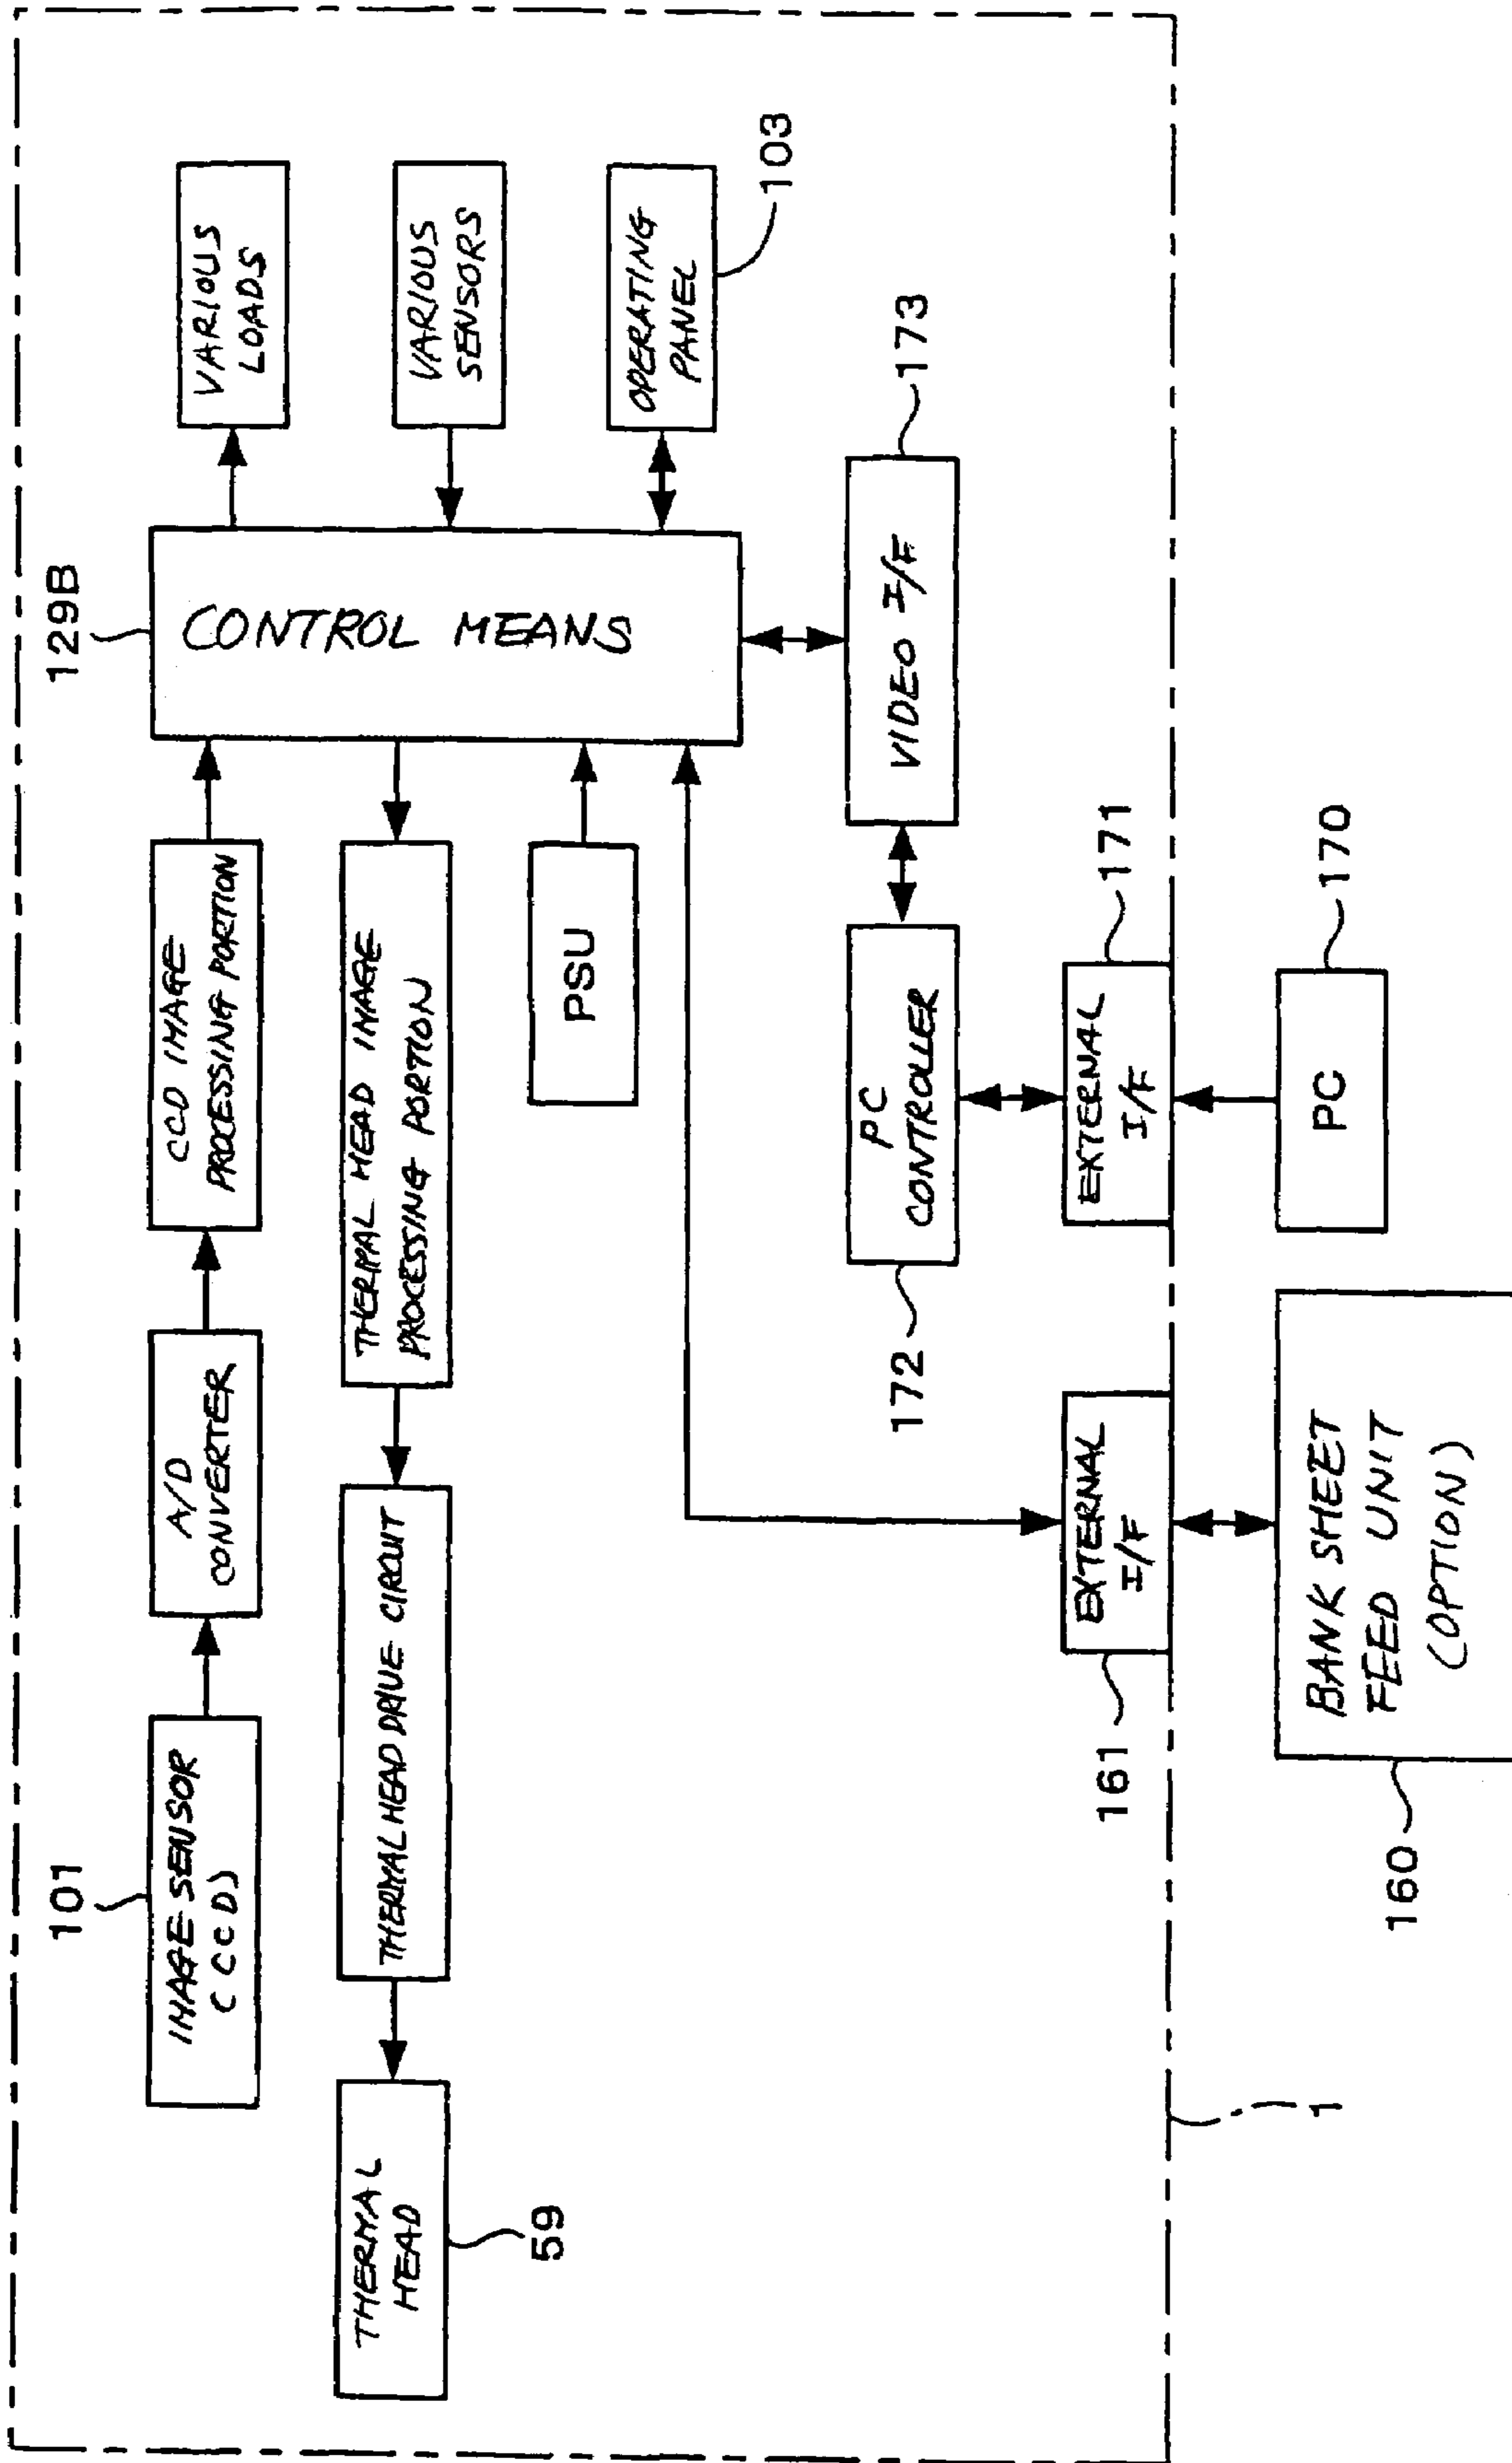 129B
101
IMAGE SENSOR
(CCD)
A/D
CONVERTER
CCD IMAGE
PROCESSING PORTION
CONTROL MEANS
VARIOUS
LOADS
THERMAL
HEAD
59
THERMAL HEAD DRIVE CIRCUIT
THERMAL HEAD IMAGE
PROCESSING PORTION
VARIOUS
SENSORS
PSU
OPERATING
PANEL
103
PC
CONTROLLER
172
VIDEO I/F
173
EXTERNAL
I/F
161
EXTERNAL
I/F
171
1
BANK SHEET
FEED UNIT
(OPTION)
160
PC
170